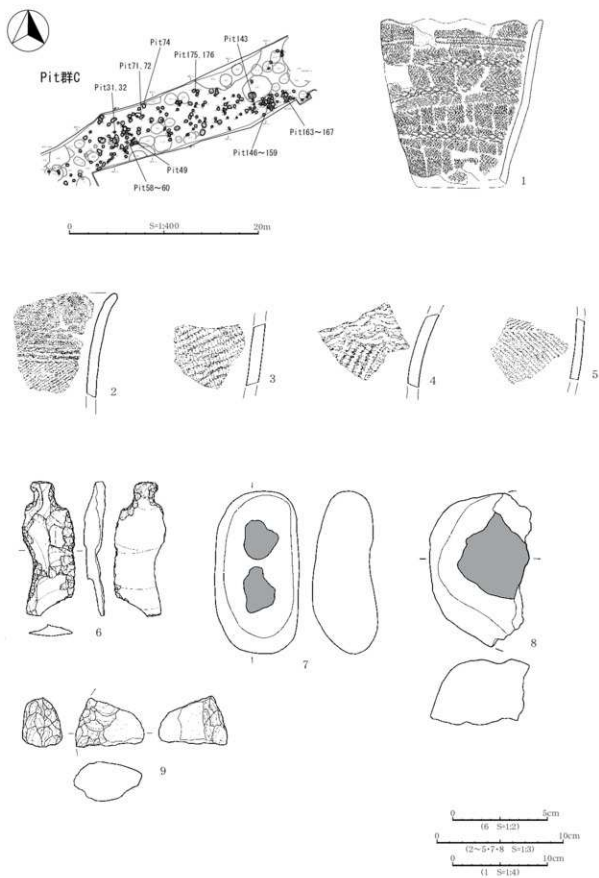 Pit群C
Pit74
Pit71, 72
Pit31, 32
Pit175, 176
Pit143
Pit163～167
Pit146～159
Pit49
Pit58～60
0 S=1:400 20m
1
2
3
4
5
6
7
8
9
0 5cm
(6 S=1:2)
0 10cm
(2～5・7・8 S=1:3)
0 10cm
(1 S=1:4)